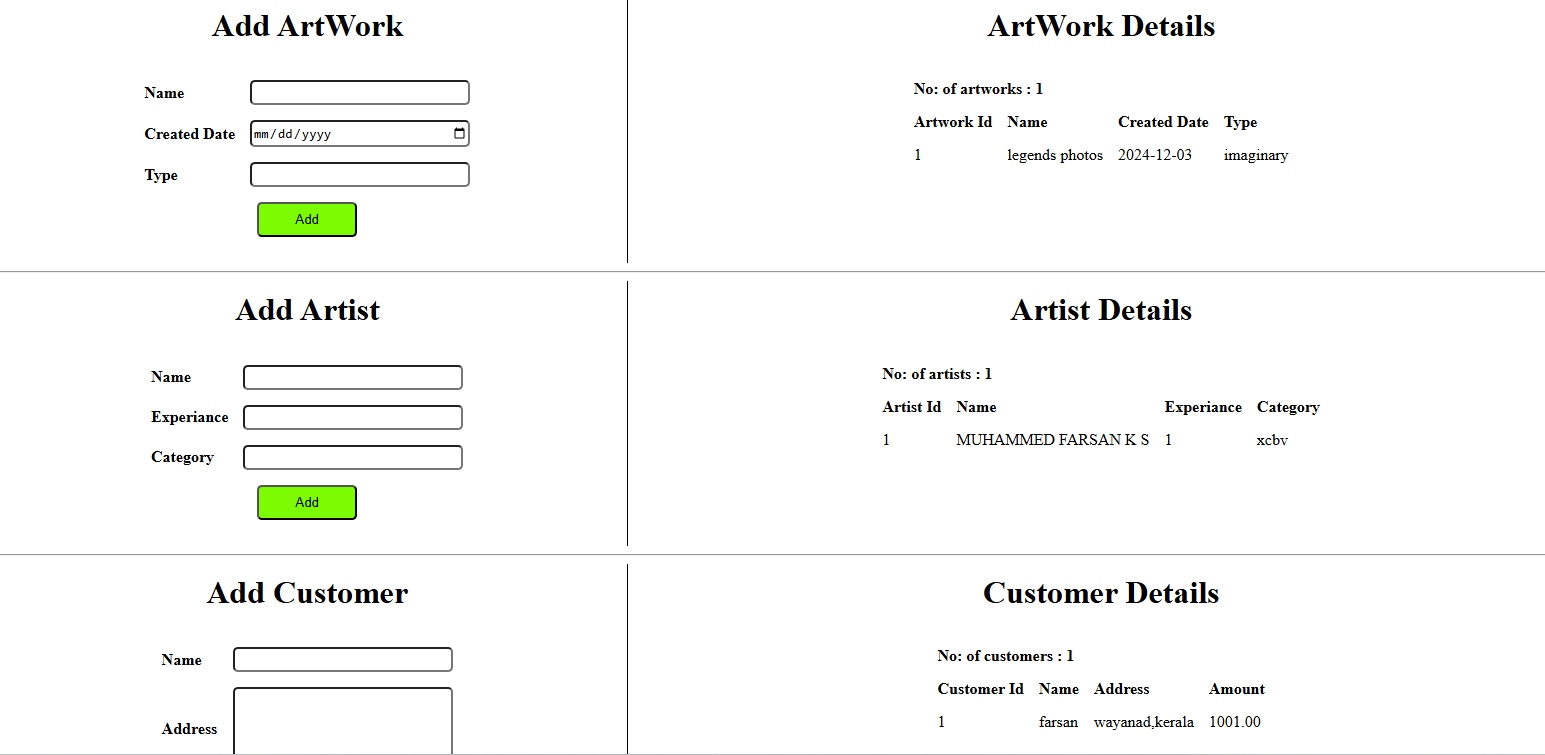 Add ArtWork
Name
Created Date mm/dd/yyyy
Type
Add
ArtWork Details
No: of artworks : 1
Artwork Id Name Created Date Type
1 legends photos 2024-12-03 imaginary
Add Artist
Name
Experiance
Category
Add
Artist Details
No: of artists : 1
Artist Id Name Experiance Category
1 MUHAMMED FARSAN K S 1 xcbv
Add Customer
Name
Address
Customer Details
No: of customers : 1
Customer Id Name Address Amount
1 farsan wayanad,kerala 1001.00